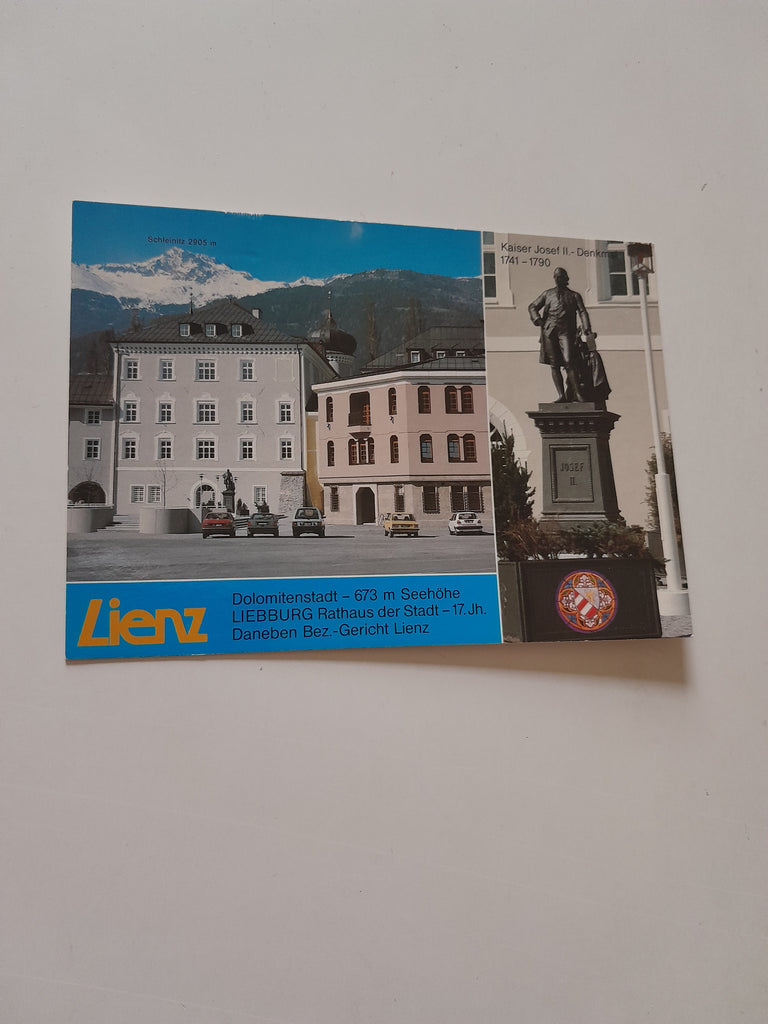 Schleinitz 2905 m
Kaiser Josef II.-Denkmal
1741 – 1790
JOSEF
II.
Lienz
Dolomitenstadt – 673 m Seehöhe
LIEBBURG Rathaus der Stadt – 17. Jh.
Daneben Bez.-Gericht Lienz